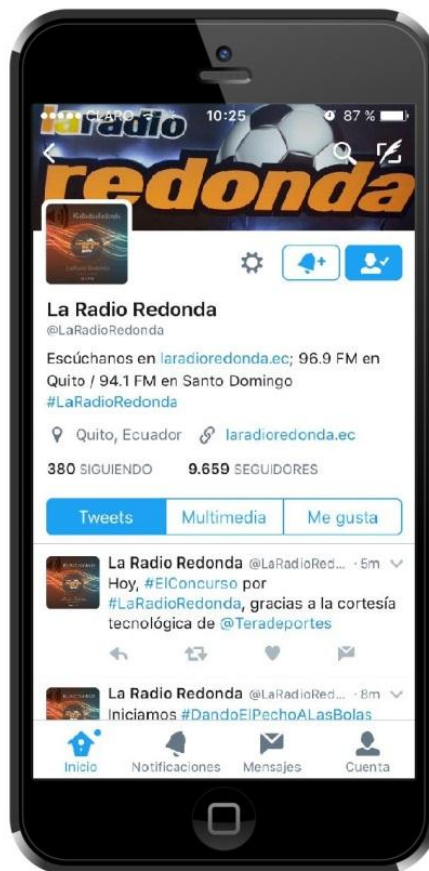 CLARO 10:25 87 %
la radio
redonda
La Radio Redonda
@LaRadioRedonda
Escúchanos en laradioredonda.ec; 96.9 FM en
Quito / 94.1 FM en Santo Domingo
#LaRadioRedonda
Quito, Ecuador laradioredonda.ec
380 SIGUIENDO 9.659 SEGUIDORES
Tweets Multimedia Me gusta
La Radio Redonda @LaRadioRed... · 5m
Hoy, #ElConcurso por
#LaRadioRedonda, gracias a la cortesía
tecnológica de @Teradeportes
La Radio Redonda @LaRadioRed... · 8m
Iniciamos #DandoElPechoALasBolas
Inicio Notificaciones Mensajes Cuenta